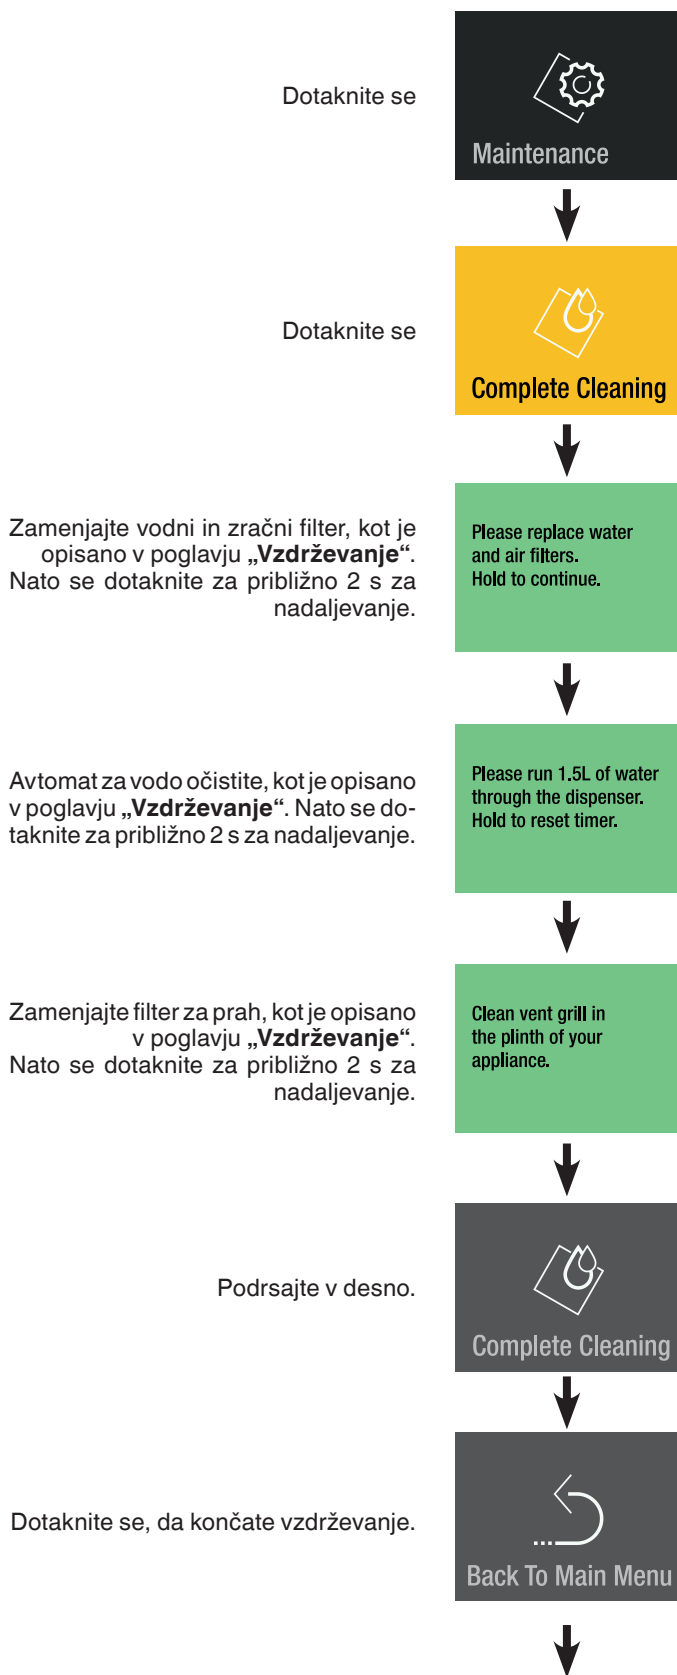 Dotaknite se
Maintenance
Dotaknite se
Complete Cleaning
Zamenjajte vodni in zračni filter, kot je
opisano v poglavju „Vzdrževanje“.
Nato se dotaknite za približno 2 s za
nadaljevanje.
Please replace water
and air filters.
Hold to continue.
Avtomat za vodo očistite, kot je opisano
v poglavju „Vzdrževanje“. Nato se do-
taknite za približno 2 s za nadaljevanje.
Please run 1.5L of water
through the dispenser.
Hold to reset timer.
Zamenjajte filter za prah, kot je opisano
v poglavju „Vzdrževanje“.
Nato se dotaknite za približno 2 s za
nadaljevanje.
Clean vent grill in
the plinth of your
appliance.
Podrsajte v desno.
Complete Cleaning
Dotaknite se, da končate vzdrževanje.
Back To Main Menu